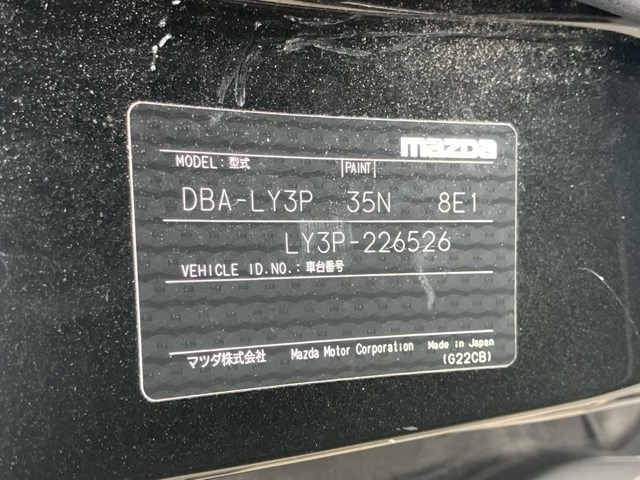 mazda
MODEL: 型式 PAINT
DBA-LY3P 35N 8E1
LY3P-226526
VEHICLE ID.NO.: 車台番号
マツダ株式会社 Mazda Motor Corporation Made in Japan
(G22CB)